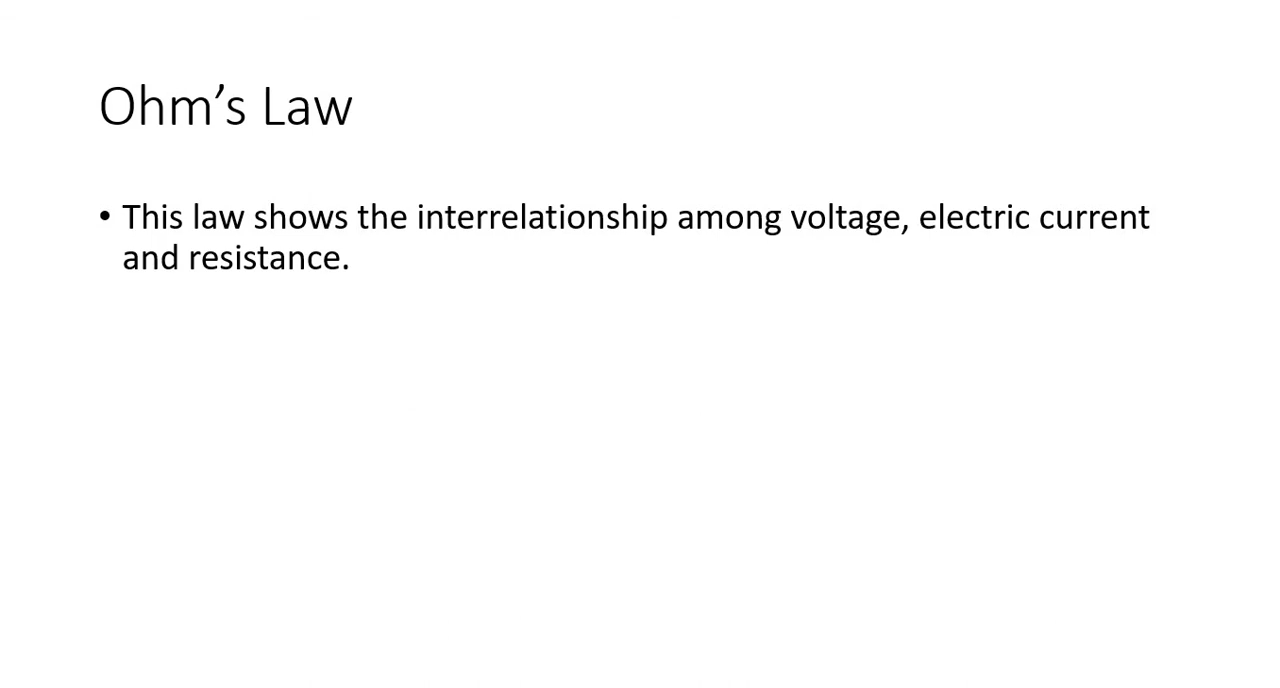 Ohm’s Law
• This law shows the interrelationship among voltage, electric current
and resistance.